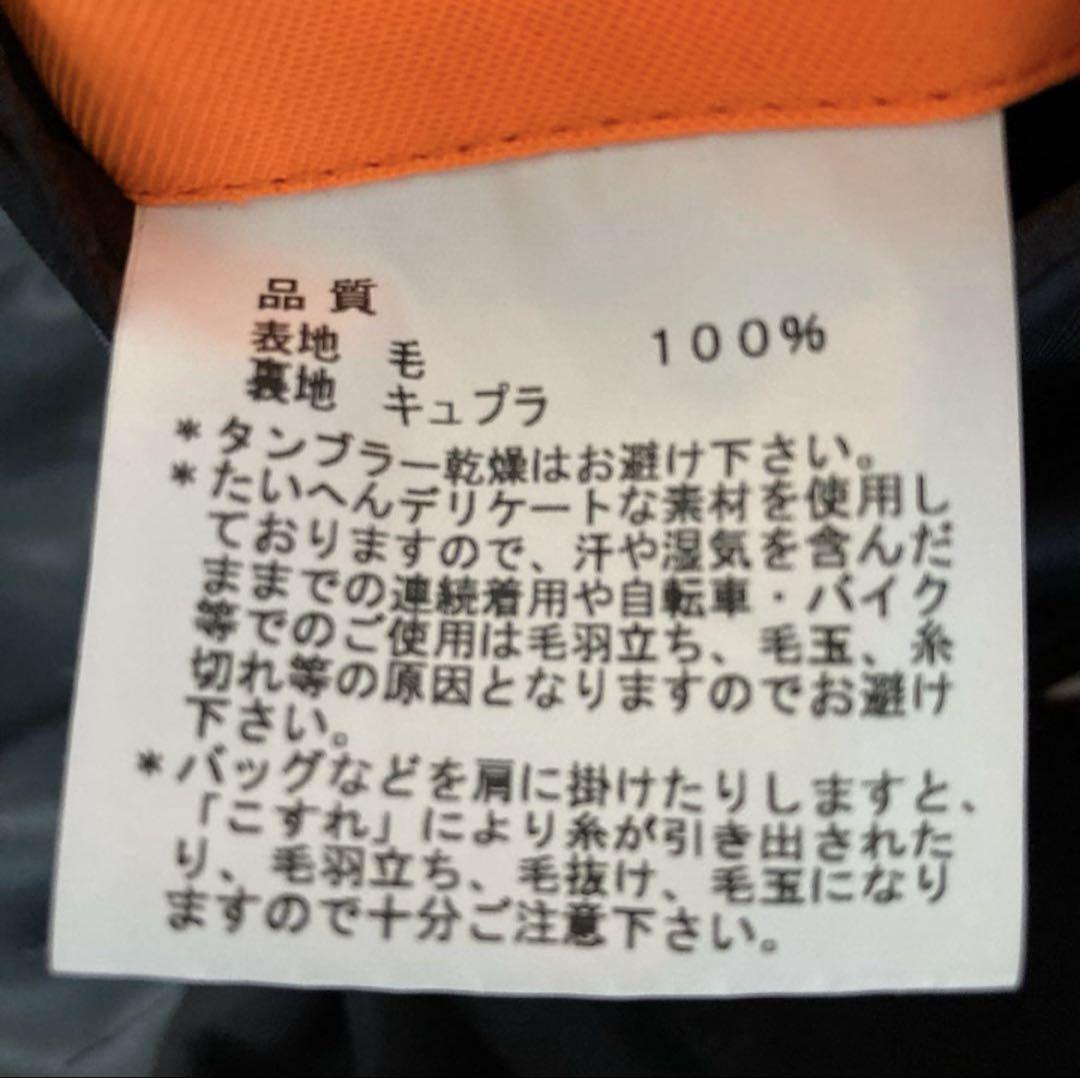 品質
表地 毛 100%
裏地 キュプラ
*タンブラー乾燥はお避け下さい。
*たいへんデリケートな素材を使用し
ておりますので、汗や湿気を含んだ
ままでの連続着用や自転車・バイク
等でのご使用は毛羽立ち、毛玉、糸
切れ等の原因となりますのでお避け
下さい。
*バッグなどを肩に掛けたりしますと、
「こすれ」により糸が引き出された
り、毛羽立ち、毛抜け、毛玉になり
ますので十分ご注意下さい。